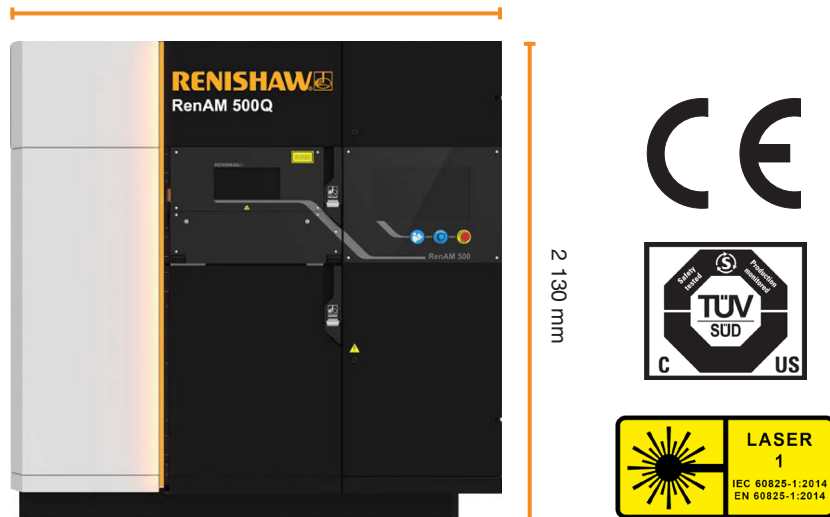 RENISHAW
RenAM 500Q
RENISHAW
RenAM 500
2 130 mm
CE
Safety tested
S
Production monitored
TÜV
SÜD
C US
LASER
1
IEC 60825-1:2014
EN 60825-1:2014